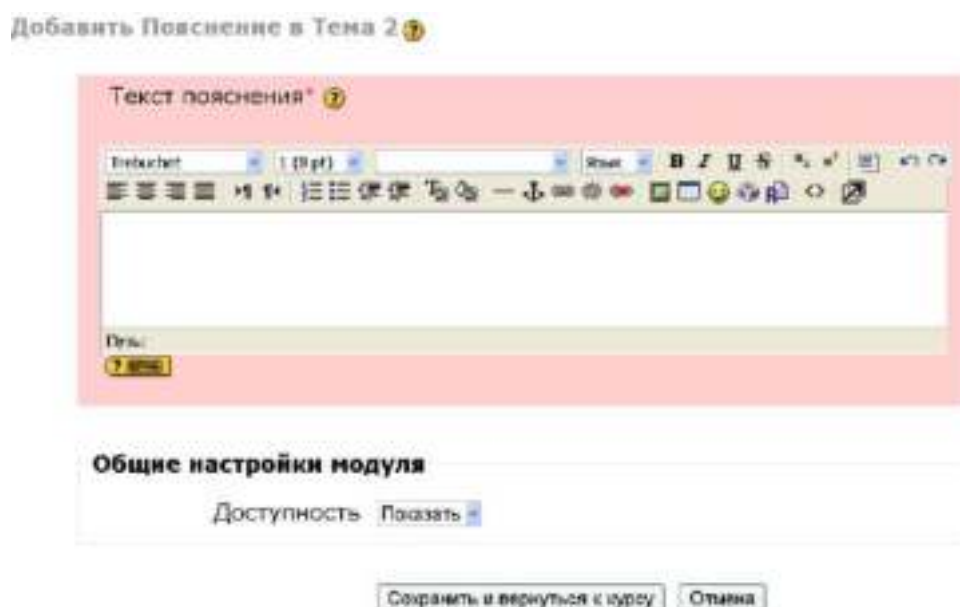 Добавить Пояснение в Тема 2
Текст пояснения*
Trebuchet 1 (8 pt) Язык B I U S
Путь:
Общие настройки модуля
Доступность Показать
Сохранить и вернуться к курсу Отмена